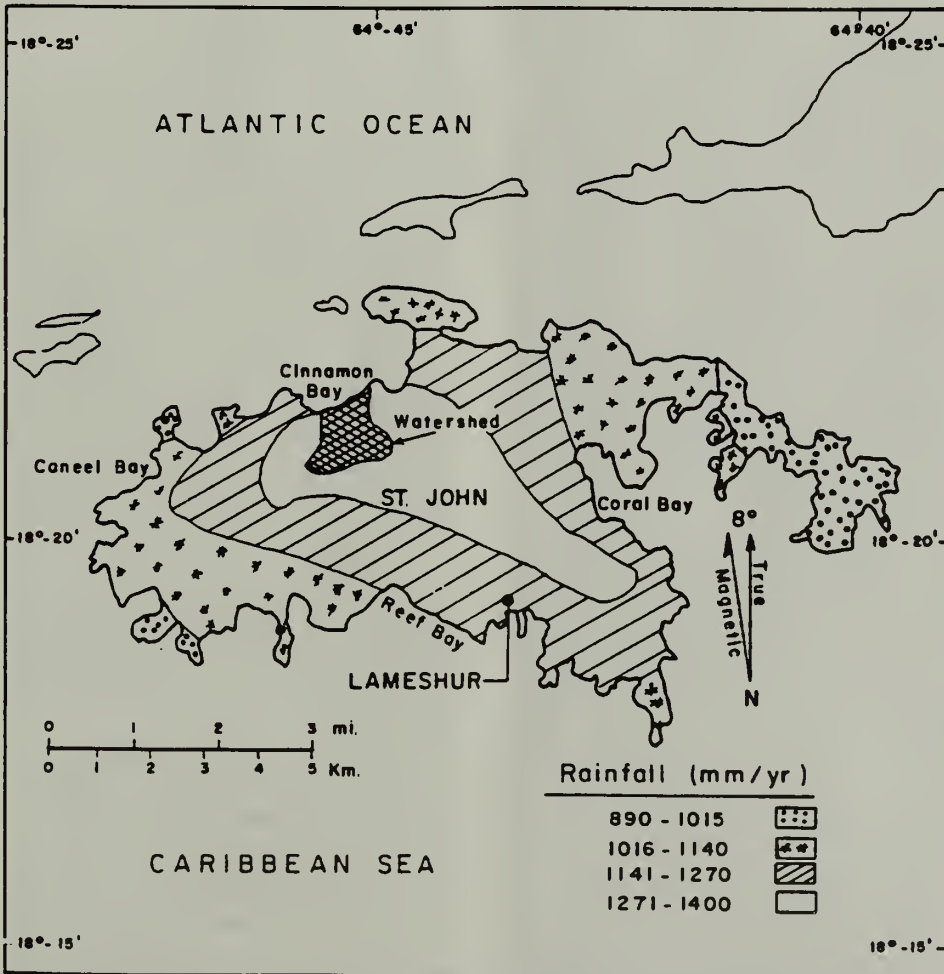 64°-45'
64°40'
18°-25'
18°-25'
ATLANTIC OCEAN
Cinnamon
Bay
Watershed
Caneel Bay
ST. JOHN
Coral Bay
8°
18°-20'
18°-20'
True
Magnetic
Reef Bay
LAMESHUR
N
0 1 2 3 mi.
0 1 2 3 4 5 Km.
Rainfall (mm/yr)
890 - 1015
1016 - 1140
1141 - 1270
1271 - 1400
CARIBBEAN SEA
18°-15'
18°-15'